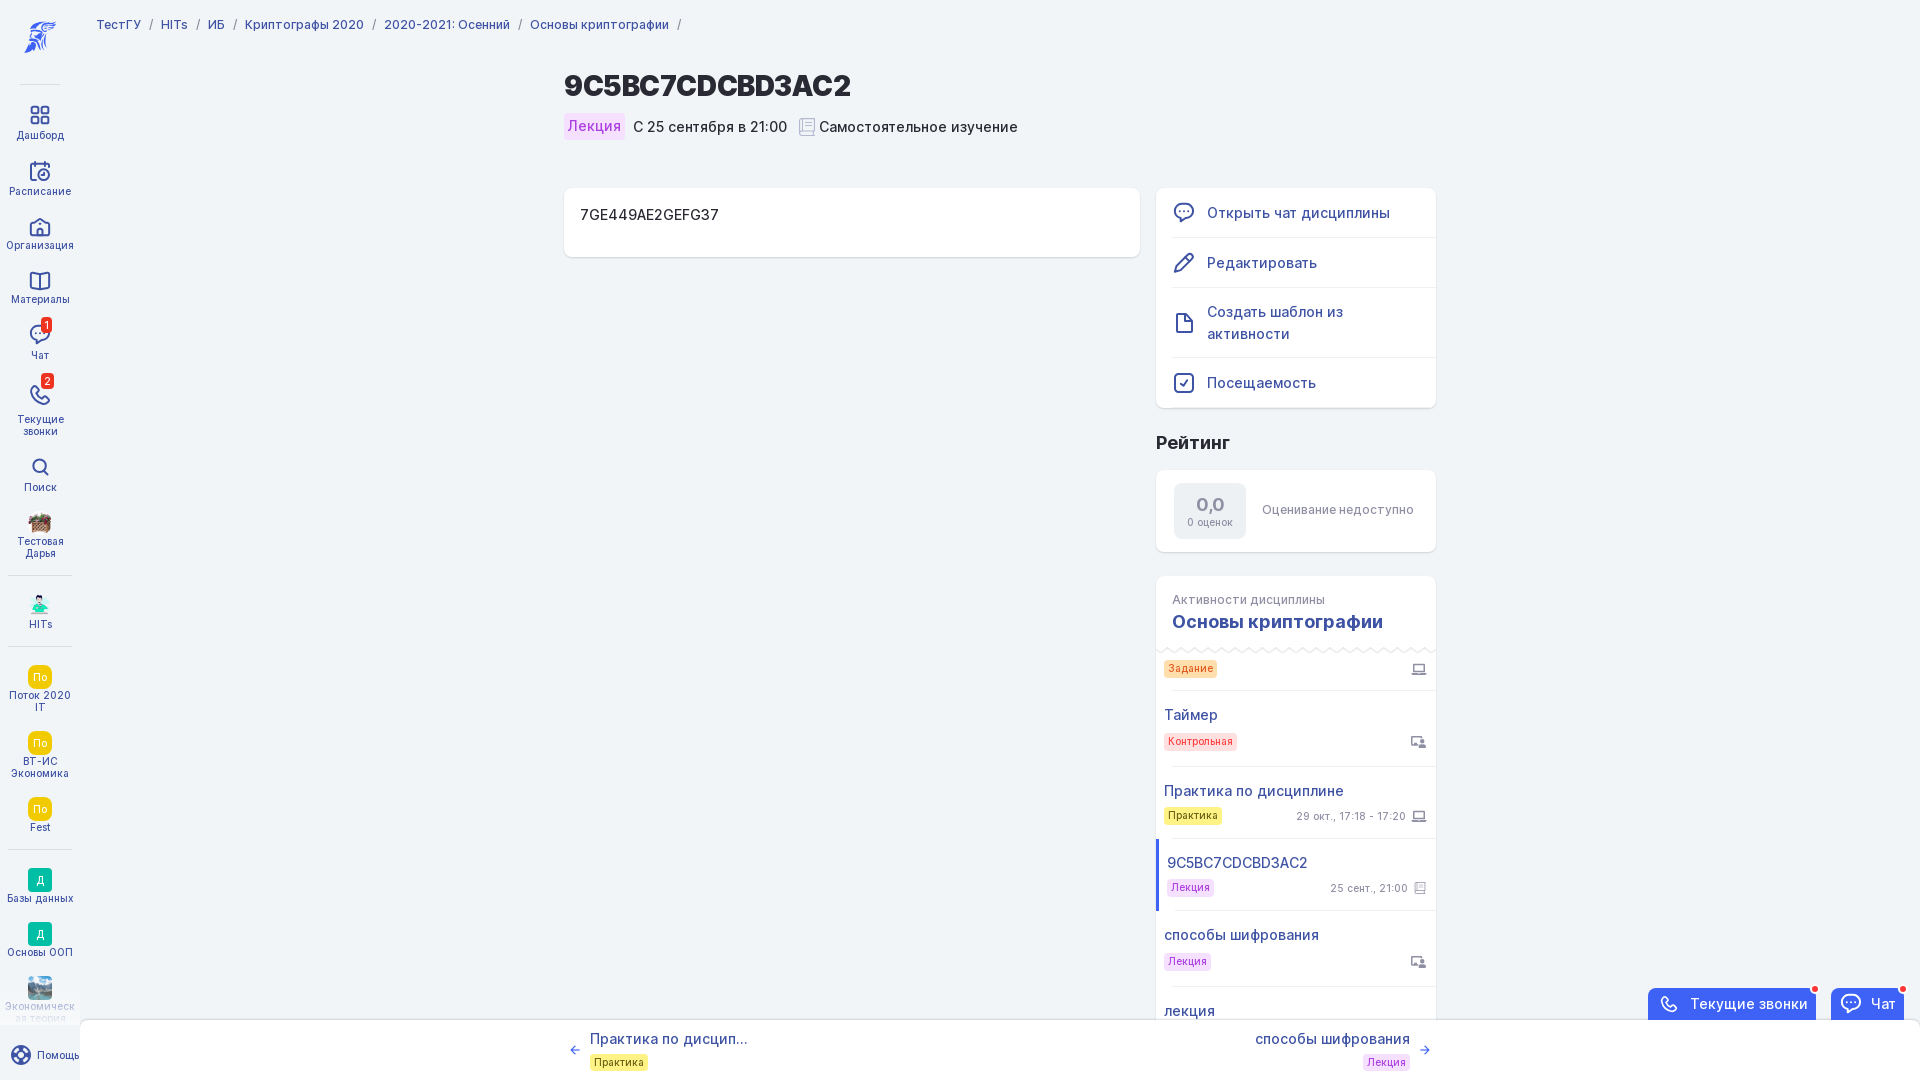 ТестГУ / HITs / ИБ / Криптографы 2020 / 2020-2021: Осенний / Основы криптографии /
Дашборд
Расписание
Организация
Материалы
1
Чат
2
Текущие
звонки
Поиск
Тестовая
Дарья
HITs
По
Поток 2020
IT
По
ВТ-ИС
Экономика
По
Fest
Д
Базы данных
Д
Основы ООП
Экономическ
ая теория
Помощь
9C5BC7CDCBD3AC2
Лекция С 25 сентября в 21:00 Самостоятельное изучение
7GE449AE2GEFG37
Открыть чат дисциплины
Редактировать
Создать шаблон из
активности
Посещаемость
Рейтинг
0,0
0 оценок
Оценивание недоступно
Активности дисциплины
Основы криптографии
Задание
Таймер
Контрольная
Практика по дисциплине
Практика 29 окт., 17:18 - 17:20
9C5BC7CDCBD3AC2
Лекция 25 сент., 21:00
способы шифрования
Лекция
лекция
Текущие звонки
Чат
Практика по дисцип...
Практика
способы шифрования
Лекция